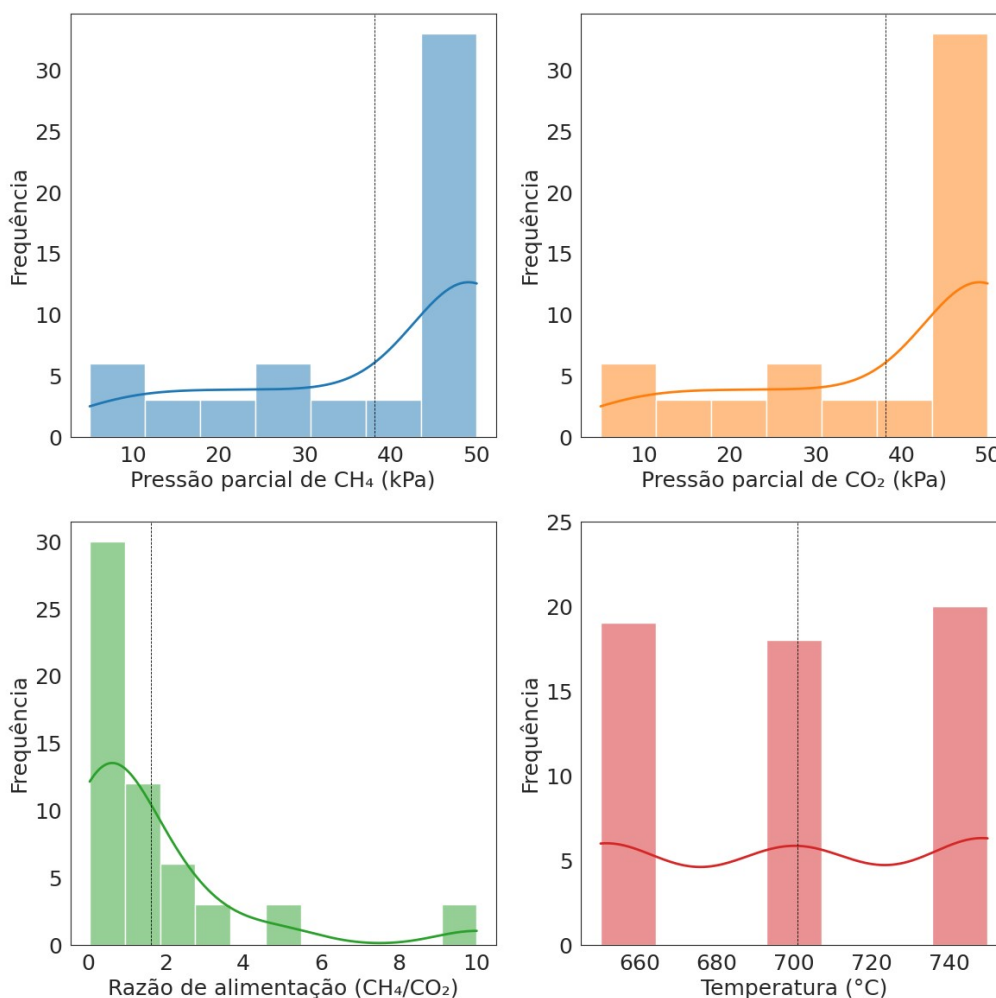 Frequência
30
25
20
15
10
5
0
10 20 30 40 50
Pressão parcial de CH₄ (kPa)
Frequência
30
25
20
15
10
5
0
10 20 30 40 50
Pressão parcial de CO₂ (kPa)
Frequência
30
25
20
15
10
5
0
0 2 4 6 8 10
Razão de alimentação (CH₄/CO₂)
Frequência
25
20
15
10
5
0
660 680 700 720 740
Temperatura (°C)